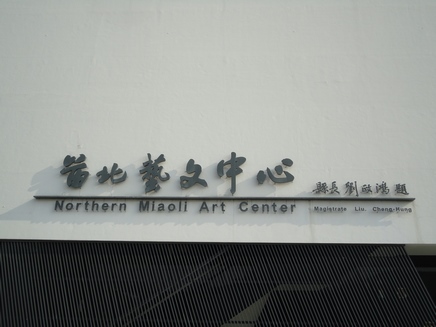 苗北藝文中心 縣長劉政鴻 題
Northern Miaoli Art Center Magistrate Liu. Cheng-Hung